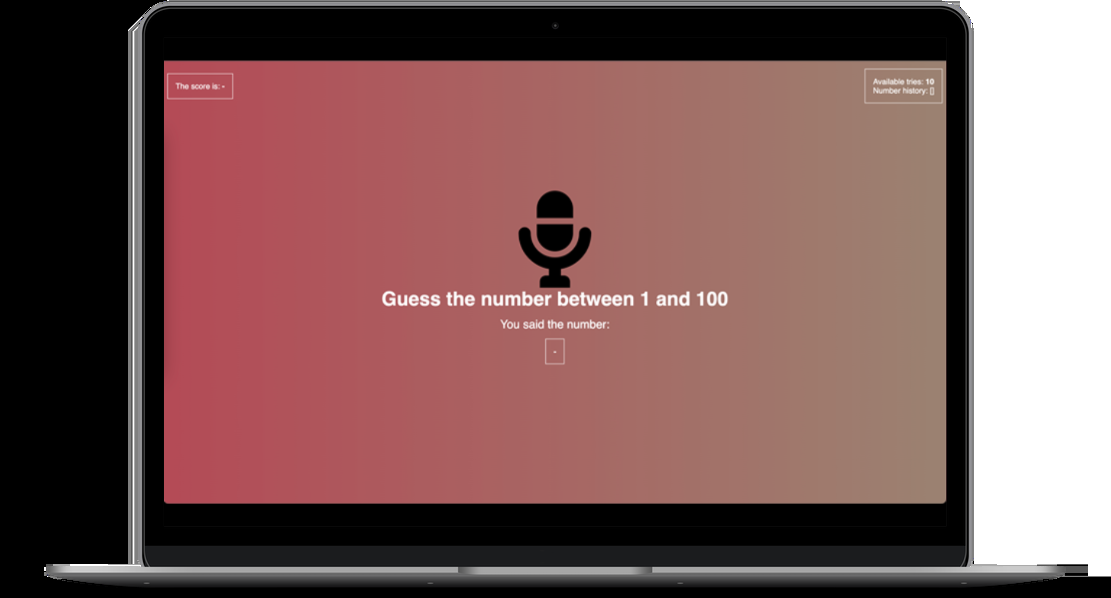 The score is: -
Available tries: 10
Number history: []
Guess the number between 1 and 100
You said the number:
-